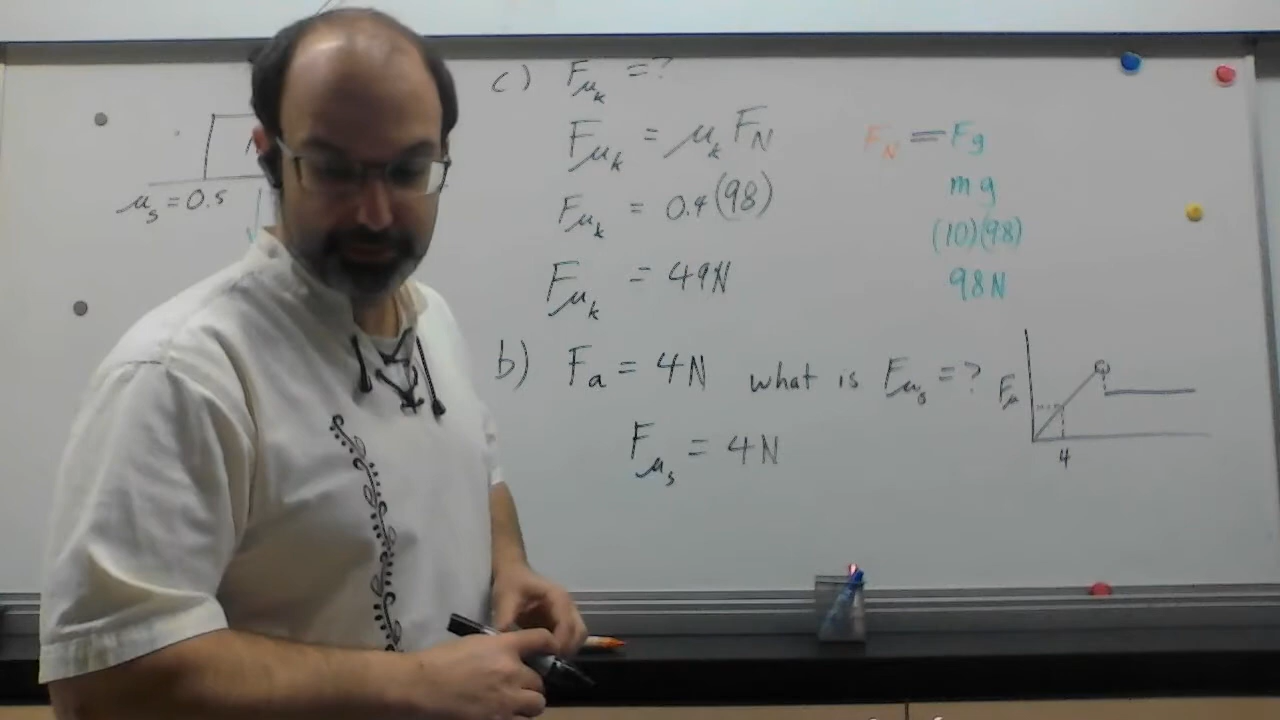 c) Fμk = ?
Fμk = μk FN
Fμk = 0.4(98)
Fμk = 49N
FN = Fg
mg
(10)(98)
98N
μs = 0.5
b) Fa = 4N what is Fμs = ?
Fμs = 4N
Fμ
4